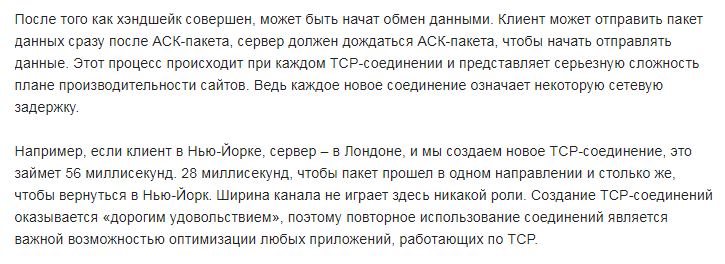 После того как хэндшейк совершен, может быть начат обмен данными. Клиент может отправить пакет
данных сразу после АСК-пакета, сервер должен дождаться АСК-пакета, чтобы начать отправлять
данные. Этот процесс происходит при каждом TCP-соединении и представляет серьезную сложность
плане производительности сайтов. Ведь каждое новое соединение означает некоторую сетевую
задержку.
Например, если клиент в Нью-Йорке, сервер – в Лондоне, и мы создаем новое TCP-соединение, это
займет 56 миллисекунд. 28 миллисекунд, чтобы пакет прошел в одном направлении и столько же,
чтобы вернуться в Нью-Йорк. Ширина канала не играет здесь никакой роли. Создание TCP-соединений
оказывается «дорогим удовольствием», поэтому повторное использование соединений является
важной возможностью оптимизации любых приложений, работающих по TCP.